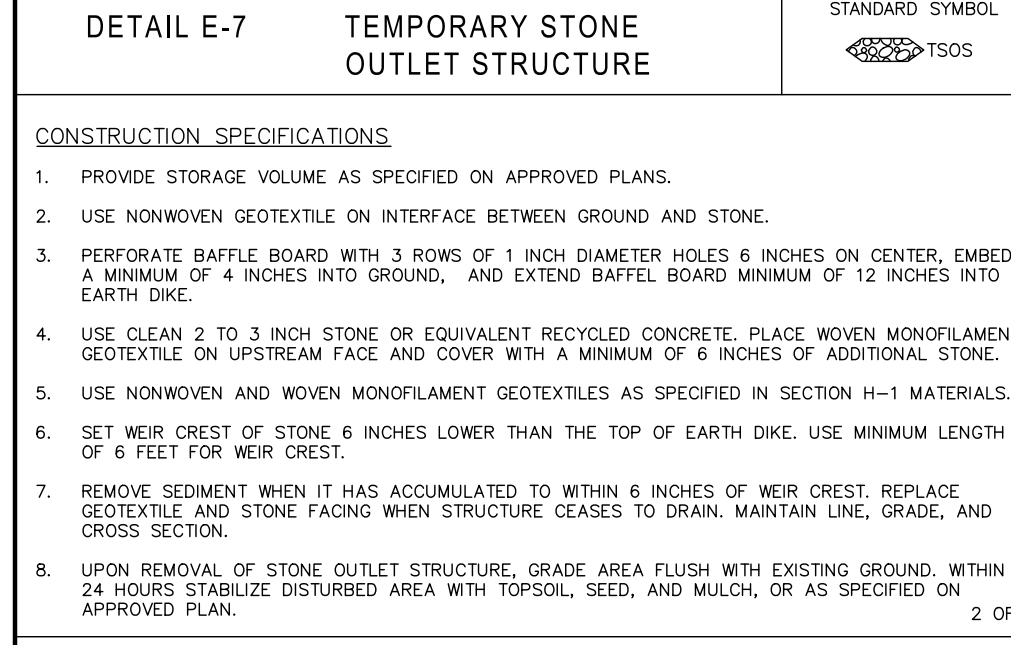 DETAIL E-7 TEMPORARY STONE
OUTLET STRUCTURE
STANDARD SYMBOL
TSOS
CONSTRUCTION SPECIFICATIONS
1. PROVIDE STORAGE VOLUME AS SPECIFIED ON APPROVED PLANS.
2. USE NONWOVEN GEOTEXTILE ON INTERFACE BETWEEN GROUND AND STONE.
3. PERFORATE BAFFLE BOARD WITH 3 ROWS OF 1 INCH DIAMETER HOLES 6 INCHES ON CENTER, EMBED
A MINIMUM OF 4 INCHES INTO GROUND, AND EXTEND BAFFEL BOARD MINIMUM OF 12 INCHES INTO
EARTH DIKE.
4. USE CLEAN 2 TO 3 INCH STONE OR EQUIVALENT RECYCLED CONCRETE. PLACE WOVEN MONOFILAMEN
GEOTEXTILE ON UPSTREAM FACE AND COVER WITH A MINIMUM OF 6 INCHES OF ADDITIONAL STONE.
5. USE NONWOVEN AND WOVEN MONOFILAMENT GEOTEXTILES AS SPECIFIED IN SECTION H-1 MATERIALS.
6. SET WEIR CREST OF STONE 6 INCHES LOWER THAN THE TOP OF EARTH DIKE. USE MINIMUM LENGTH
OF 6 FEET FOR WEIR CREST.
7. REMOVE SEDIMENT WHEN IT HAS ACCUMULATED TO WITHIN 6 INCHES OF WEIR CREST. REPLACE
GEOTEXTILE AND STONE FACING WHEN STRUCTURE CEASES TO DRAIN. MAINTAIN LINE, GRADE, AND
CROSS SECTION.
8. UPON REMOVAL OF STONE OUTLET STRUCTURE, GRADE AREA FLUSH WITH EXISTING GROUND. WITHIN
24 HOURS STABILIZE DISTURBED AREA WITH TOPSOIL, SEED, AND MULCH, OR AS SPECIFIED ON
APPROVED PLAN.
2 OF